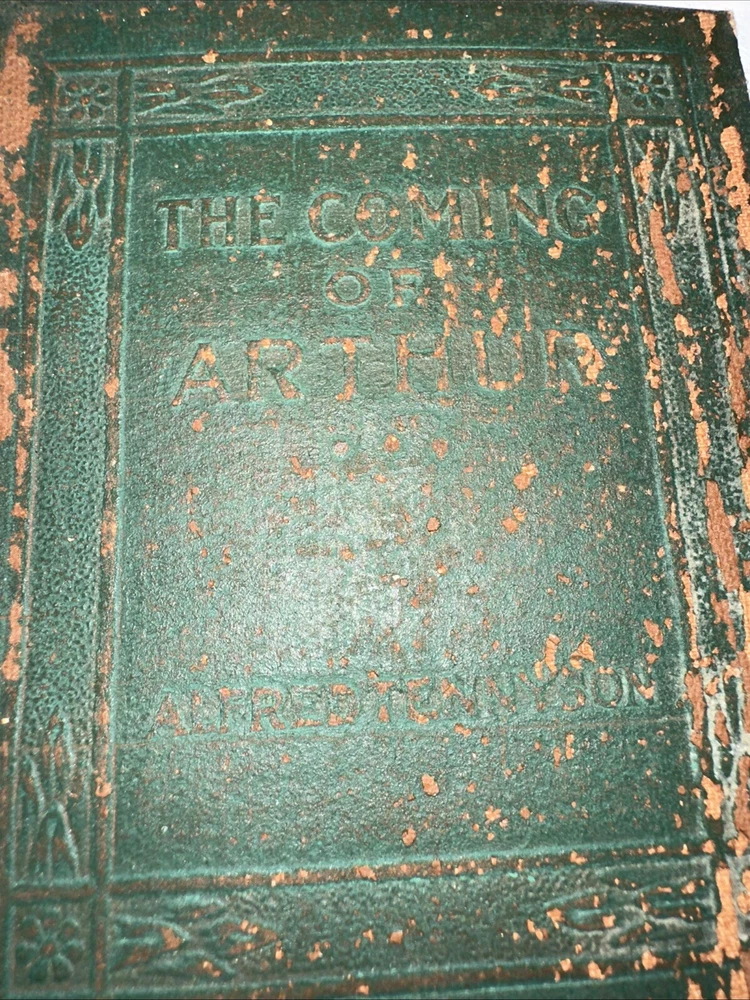 THE COMING
OF
ARTHUR
ALFRED TENNYSON